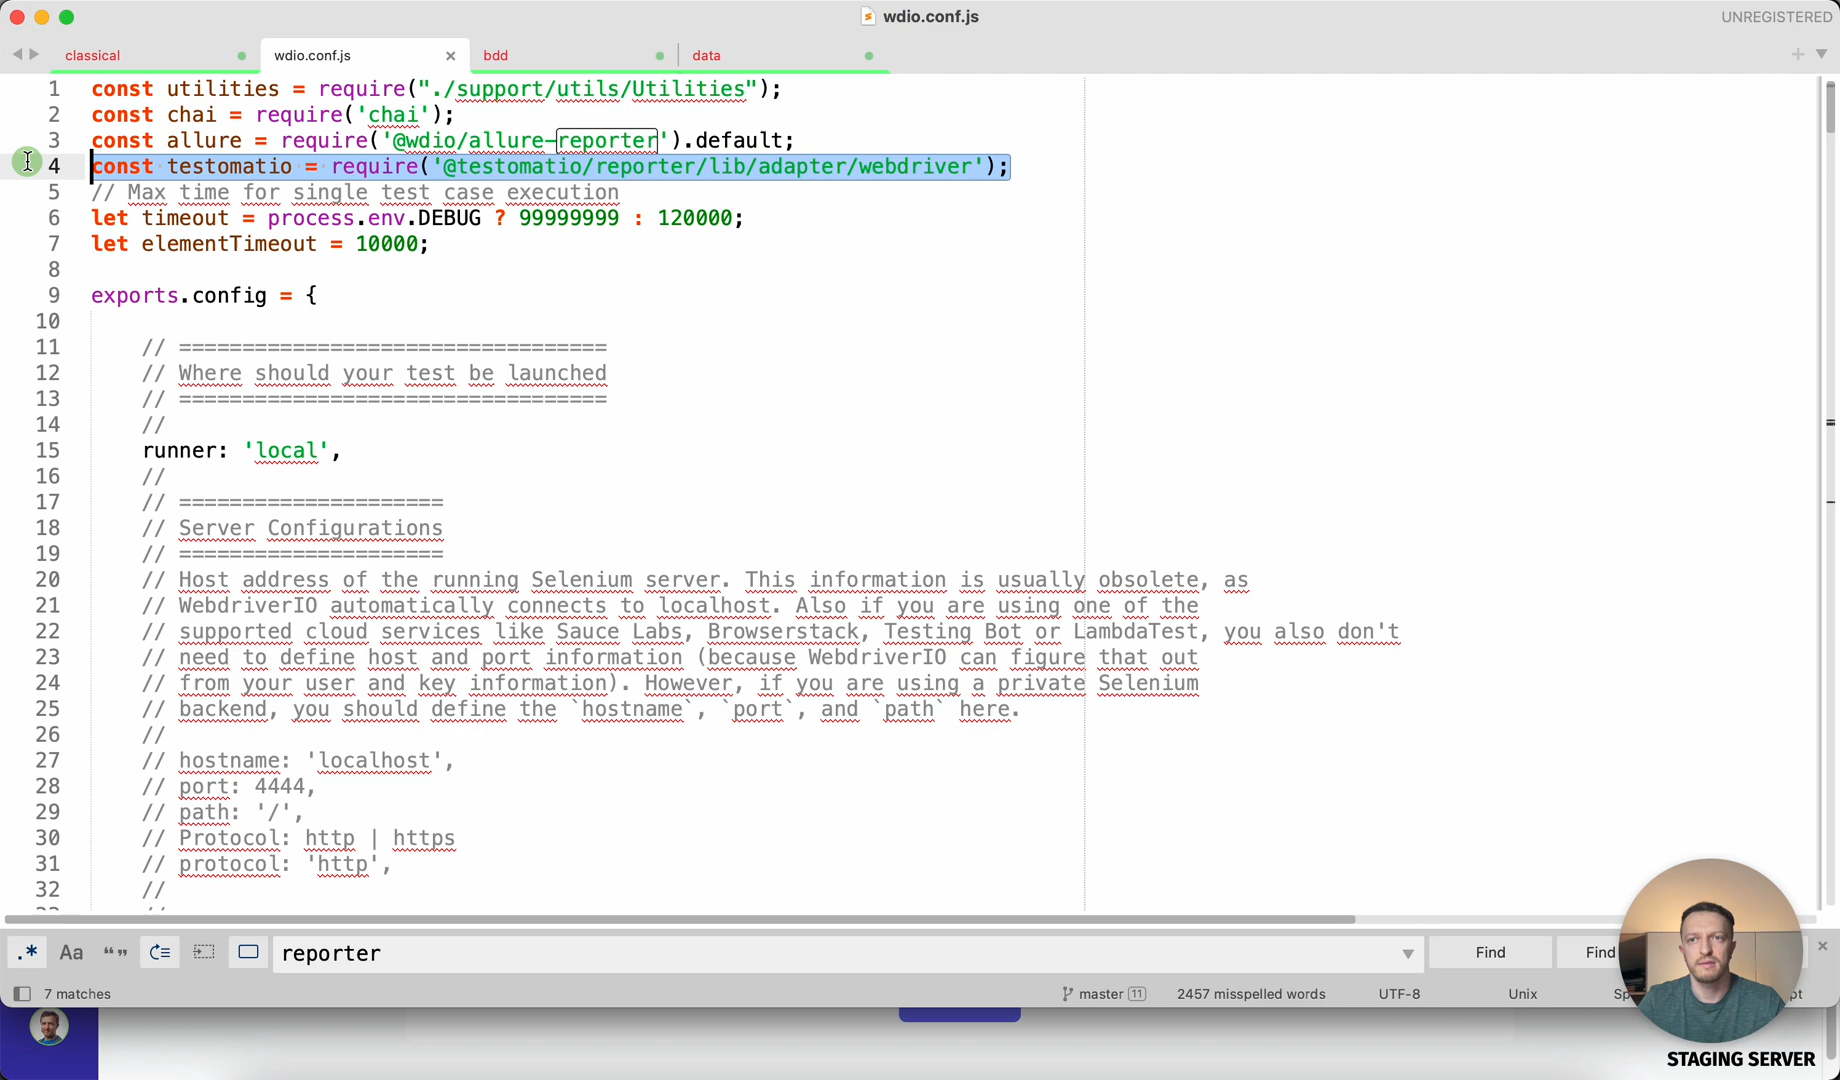 wdio.conf.js
UNREGISTERED
classical
wdio.conf.js
bdd
data
1 const utilities = require("./support/utils/Utilities");
2 const chai = require('chai');
3 const allure = require('@wdio/allure-reporter').default;
4 const testomatio = require('@testomatio/reporter/lib/adapter/webdriver');
5 // Max time for single test case execution
6 let timeout = process.env.DEBUG ? 99999999 : 120000;
7 let elementTimeout = 10000;
8
9 exports.config = {
10
11 // ==================================
12 // Where should your test be launched
13 // ==================================
14 //
15 runner: 'local',
16 //
17 // =====================
18 // Server Configurations
19 // =====================
20 // Host address of the running Selenium server. This information is usually obsolete, as
21 // WebdriverIO automatically connects to localhost. Also if you are using one of the
22 // supported cloud services like Sauce Labs, Browserstack, Testing Bot or LambdaTest, you also don't
23 // need to define host and port information (because WebdriverIO can figure that out
24 // from your user and key information). However, if you are using a private Selenium
25 // backend, you should define the `hostname`, `port`, and `path` here.
26 //
27 // hostname: 'localhost',
28 // port: 4444,
29 // path: '/',
30 // Protocol: http | https
31 // protocol: 'http',
32 //
.* Aa “ ” reporter Find Find
7 matches
master 11
2457 misspelled words
UTF-8
Unix
STAGING SERVER